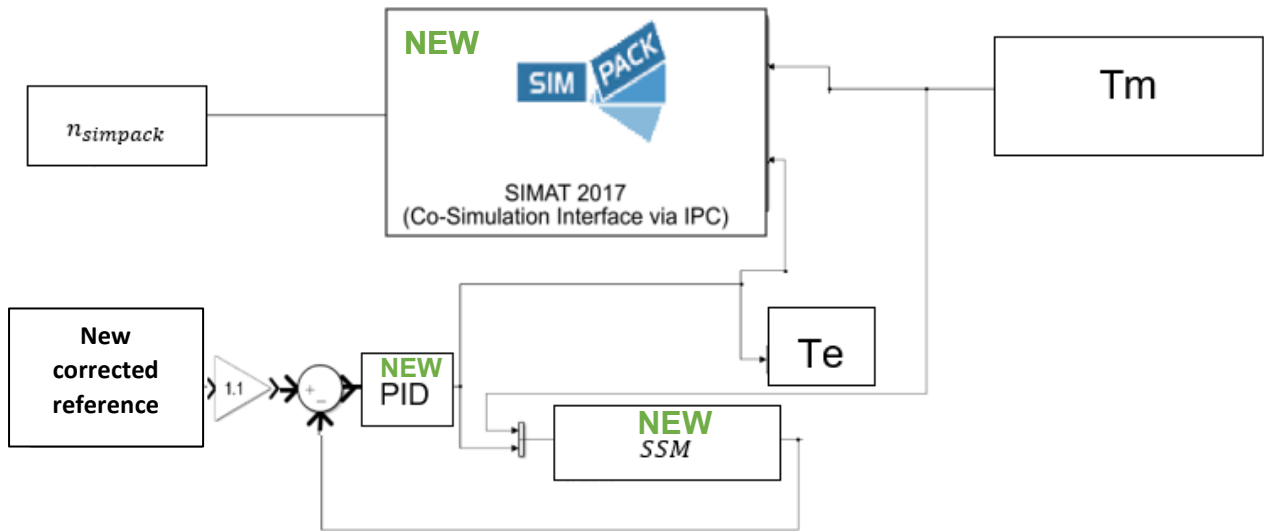 NEW
SIM
PACK
SIMAT 2017
(Co-Simulation Interface via IPC)
n_simpack
Tm
New
corrected
reference
1.1
+
−
NEW
PID
Te
NEW
SSM